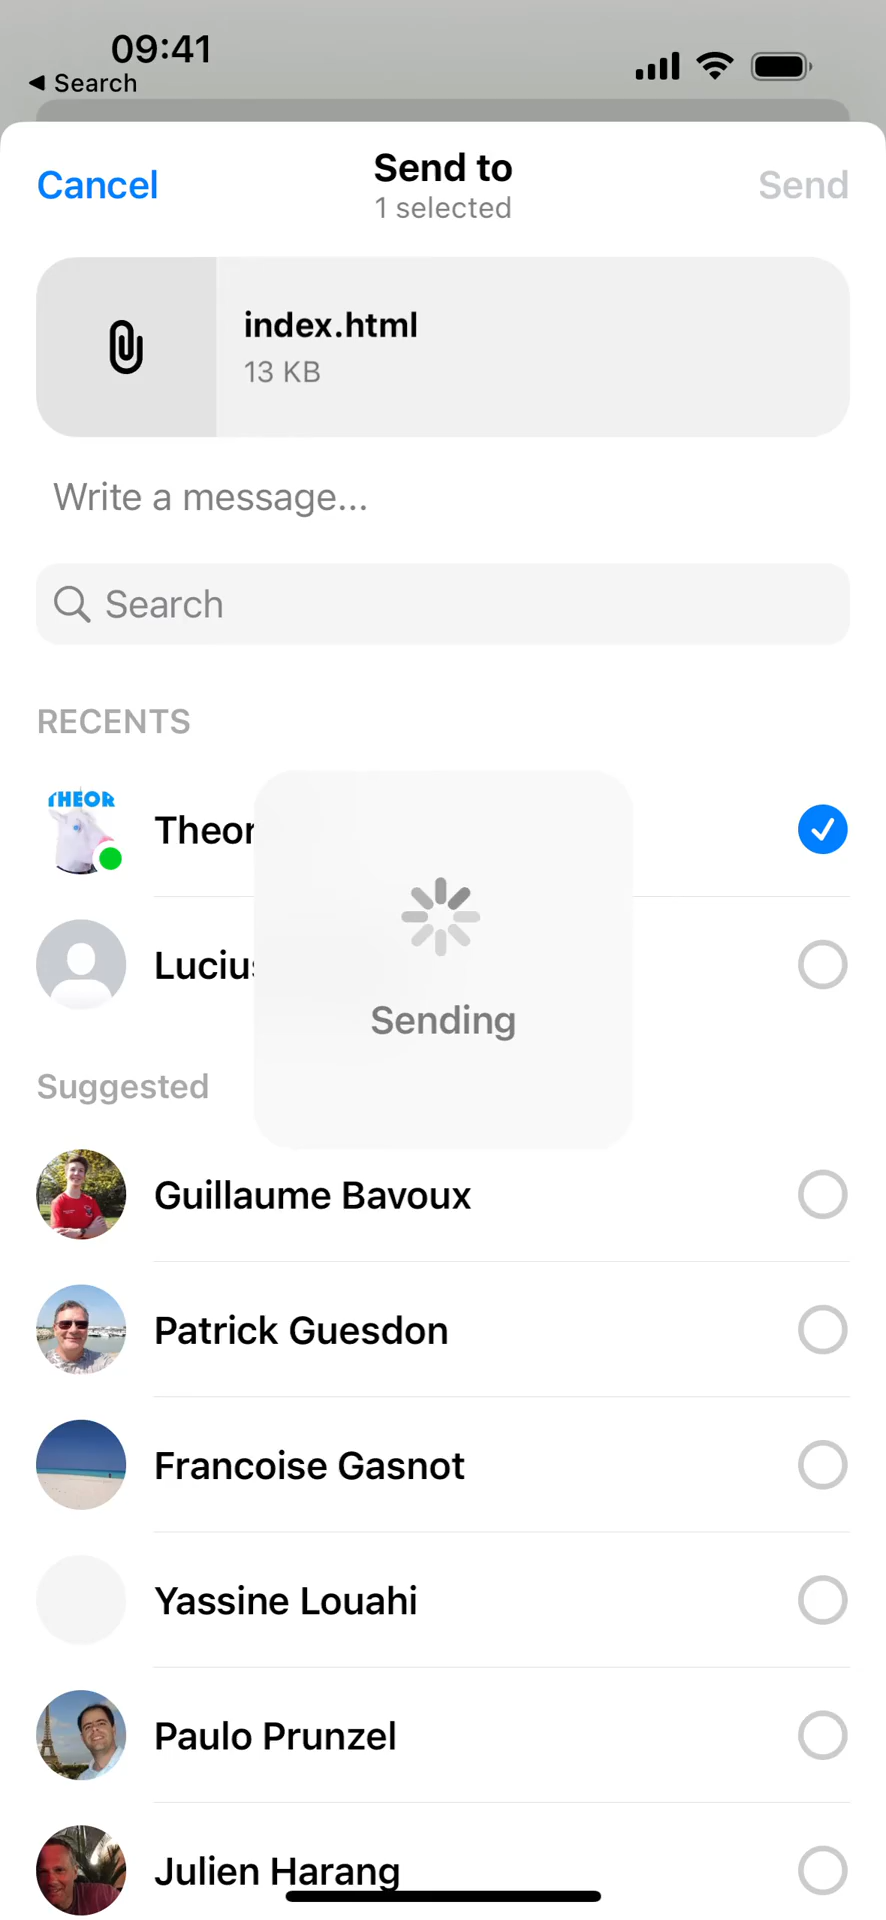 09:41
Search
Cancel
Send to
1 selected
Send
index.html
13 KB
Write a message...
Search
RECENTS
THEOR
Theor
Lucius
Sending
Suggested
Guillaume Bavoux
Patrick Guesdon
Francoise Gasnot
Yassine Louahi
Paulo Prunzel
Julien Harang